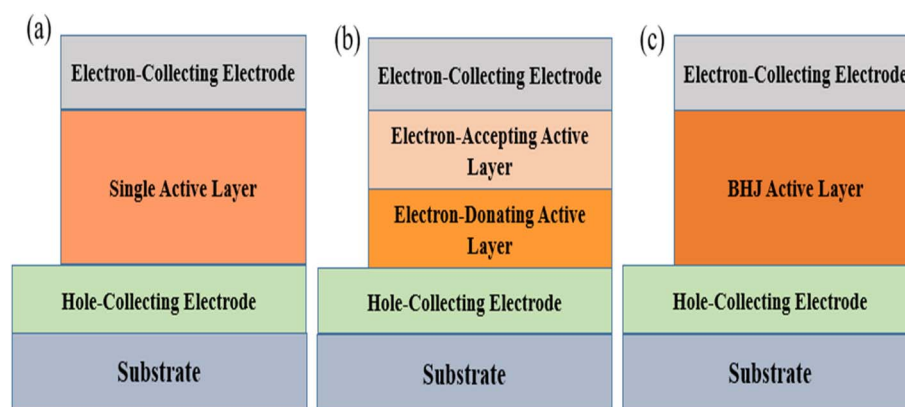 (a)
Electron-Collecting Electrode
Single Active Layer
Hole-Collecting Electrode
Substrate
(b)
Electron-Collecting Electrode
Electron-Accepting Active
Layer
Electron-Donating Active
Layer
Hole-Collecting Electrode
Substrate
(c)
Electron-Collecting Electrode
BHJ Active Layer
Hole-Collecting Electrode
Substrate